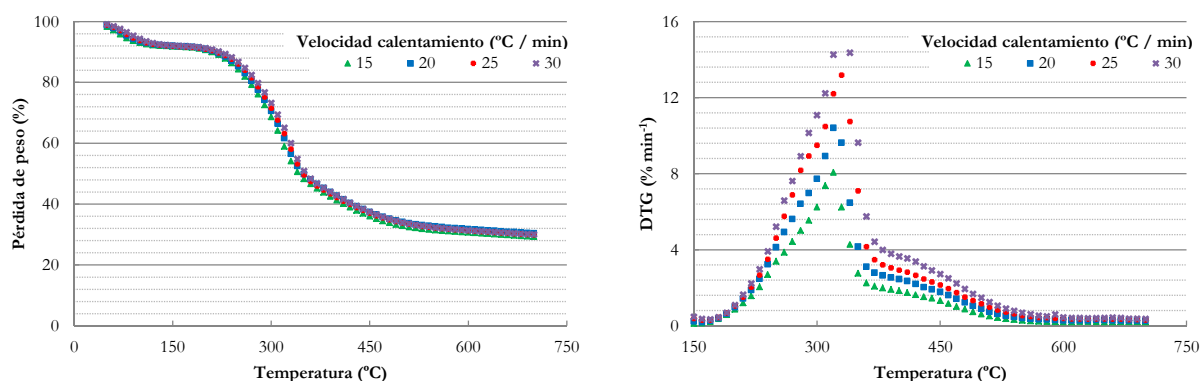 Velocidad calentamiento (ºC / min)
15 20 25 30
Pérdida de peso (%)
100
80
60
40
20
0
0 150 300 450 600 750
Temperatura (ºC)
Velocidad calentamiento (ºC / min)
15 20 25 30
DTG (% min⁻¹)
16
12
8
4
0
150 300 450 600 750
Temperatura (ºC)